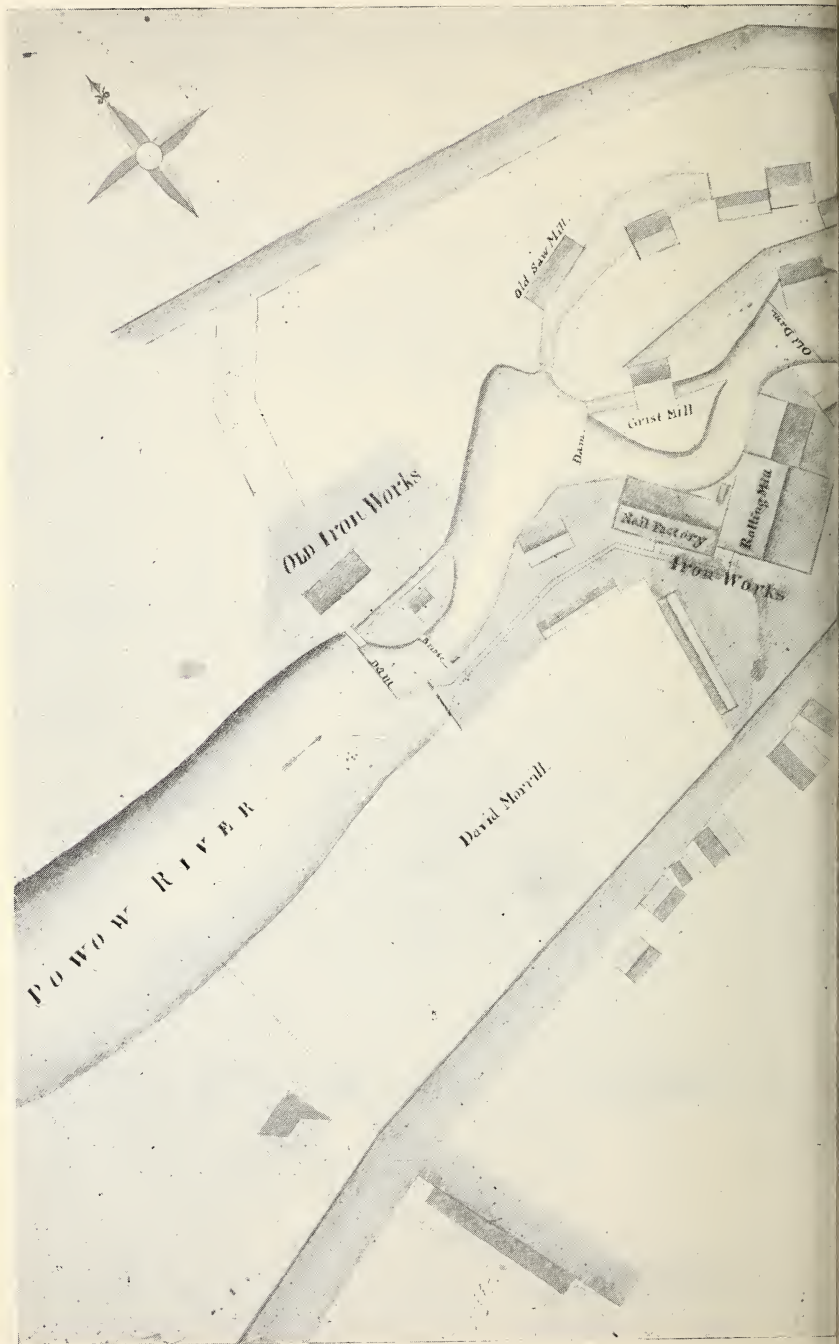 Old Saw Mill.
Old Dam.
Grist Mill
Dam.
Old Iron Works
Nail Factory
Rolling Mill
Iron Works
Dam
David Morrill.
Powow River